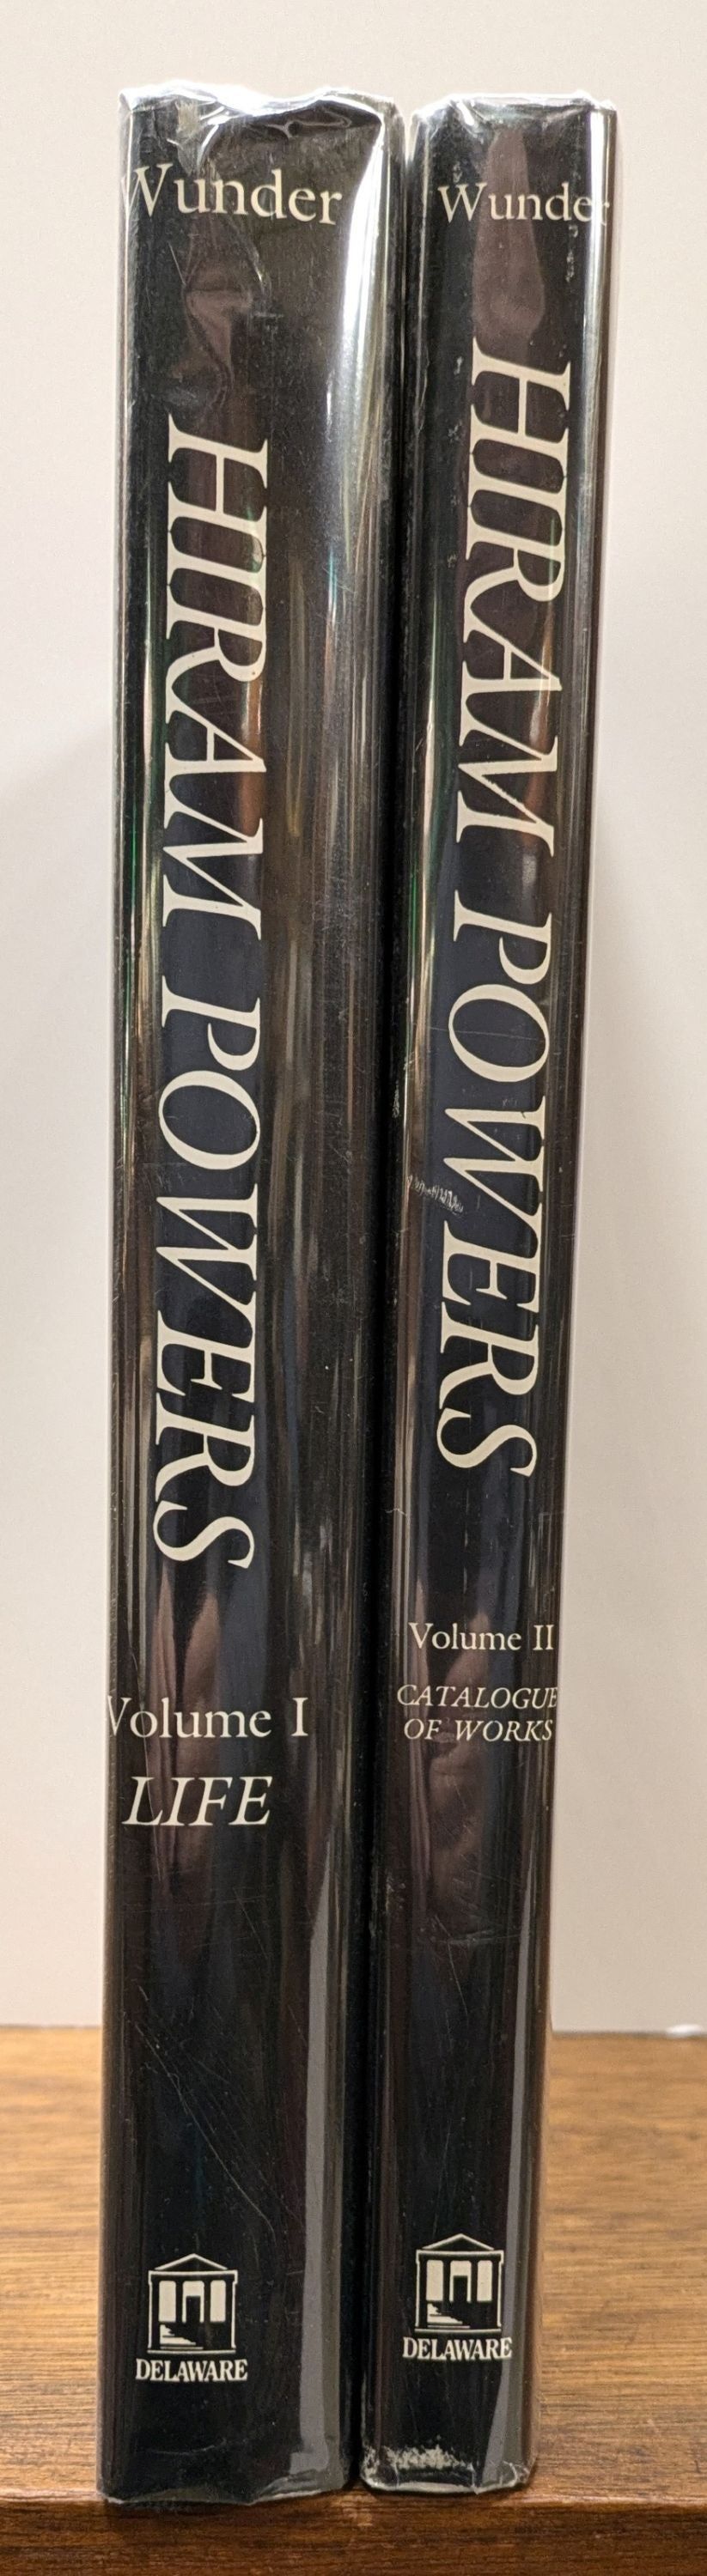 Wunder
HIRAM POWERS
Volume I
LIFE
DELAWARE
Wunder
HIRAM POWERS
Volume II
CATALOGUE
OF WORKS
DELAWARE